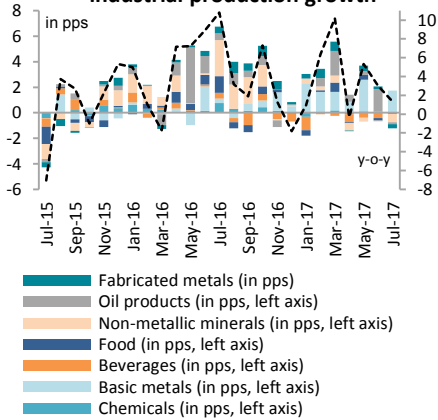 industrial production growth
in pps
8
6
4
2
0
-2
-4
-6
10
8
6
4
2
0
-2
-4
-6
-8
y-o-y
Jul-15
Sep-15
Nov-15
Jan-16
Mar-16
May-16
Jul-16
Sep-16
Nov-16
Jan-17
Mar-17
May-17
Jul-17
Fabricated metals (in pps)
Oil products (in pps, left axis)
Non-metallic minerals (in pps, left axis)
Food (in pps, left axis)
Beverages (in pps, left axis)
Basic metals (in pps, left axis)
Chemicals (in pps, left axis)